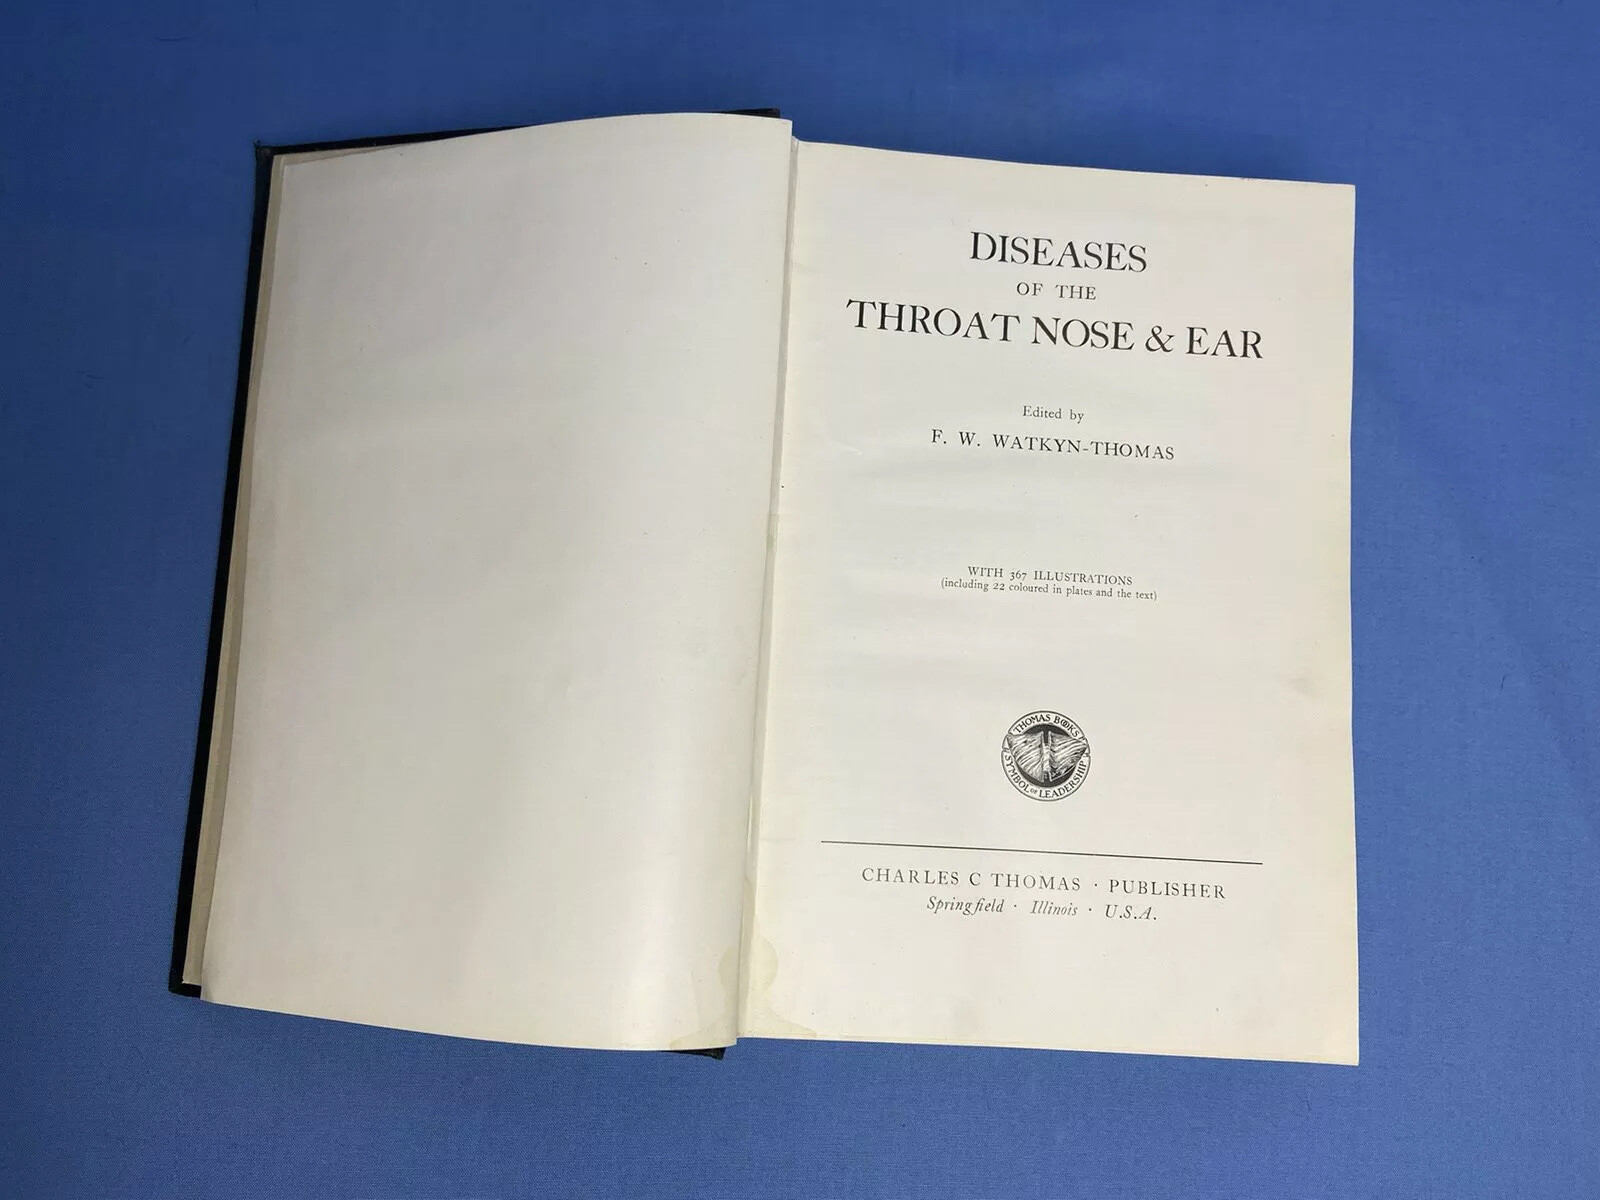 DISEASES
OF THE
THROAT NOSE & EAR
Edited by
F. W. WATKYN-THOMAS
WITH 367 ILLUSTRATIONS
(including 22 coloured in plates and the text)
THOMAS BOOKS
SYMBOL OF LEADERSHIP
CHARLES C THOMAS · PUBLISHER
Springfield · Illinois · U.S.A.